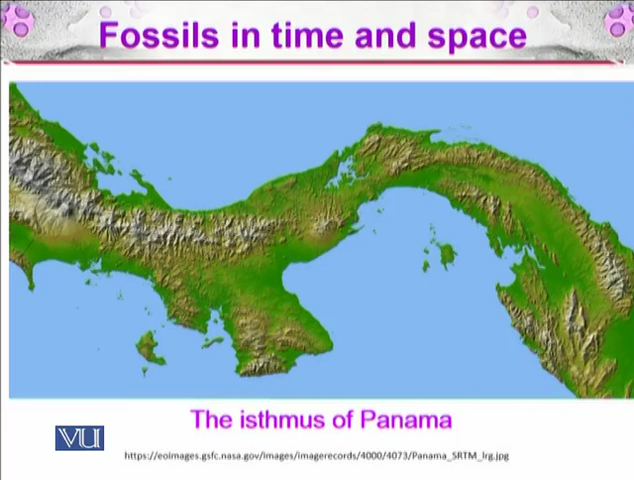 Fossils in time and space
The isthmus of Panama
VU
https://eoimages.gsfc.nasa.gov/images/imagerecords/4000/4073/Panama_SRTM_lrg.jpg